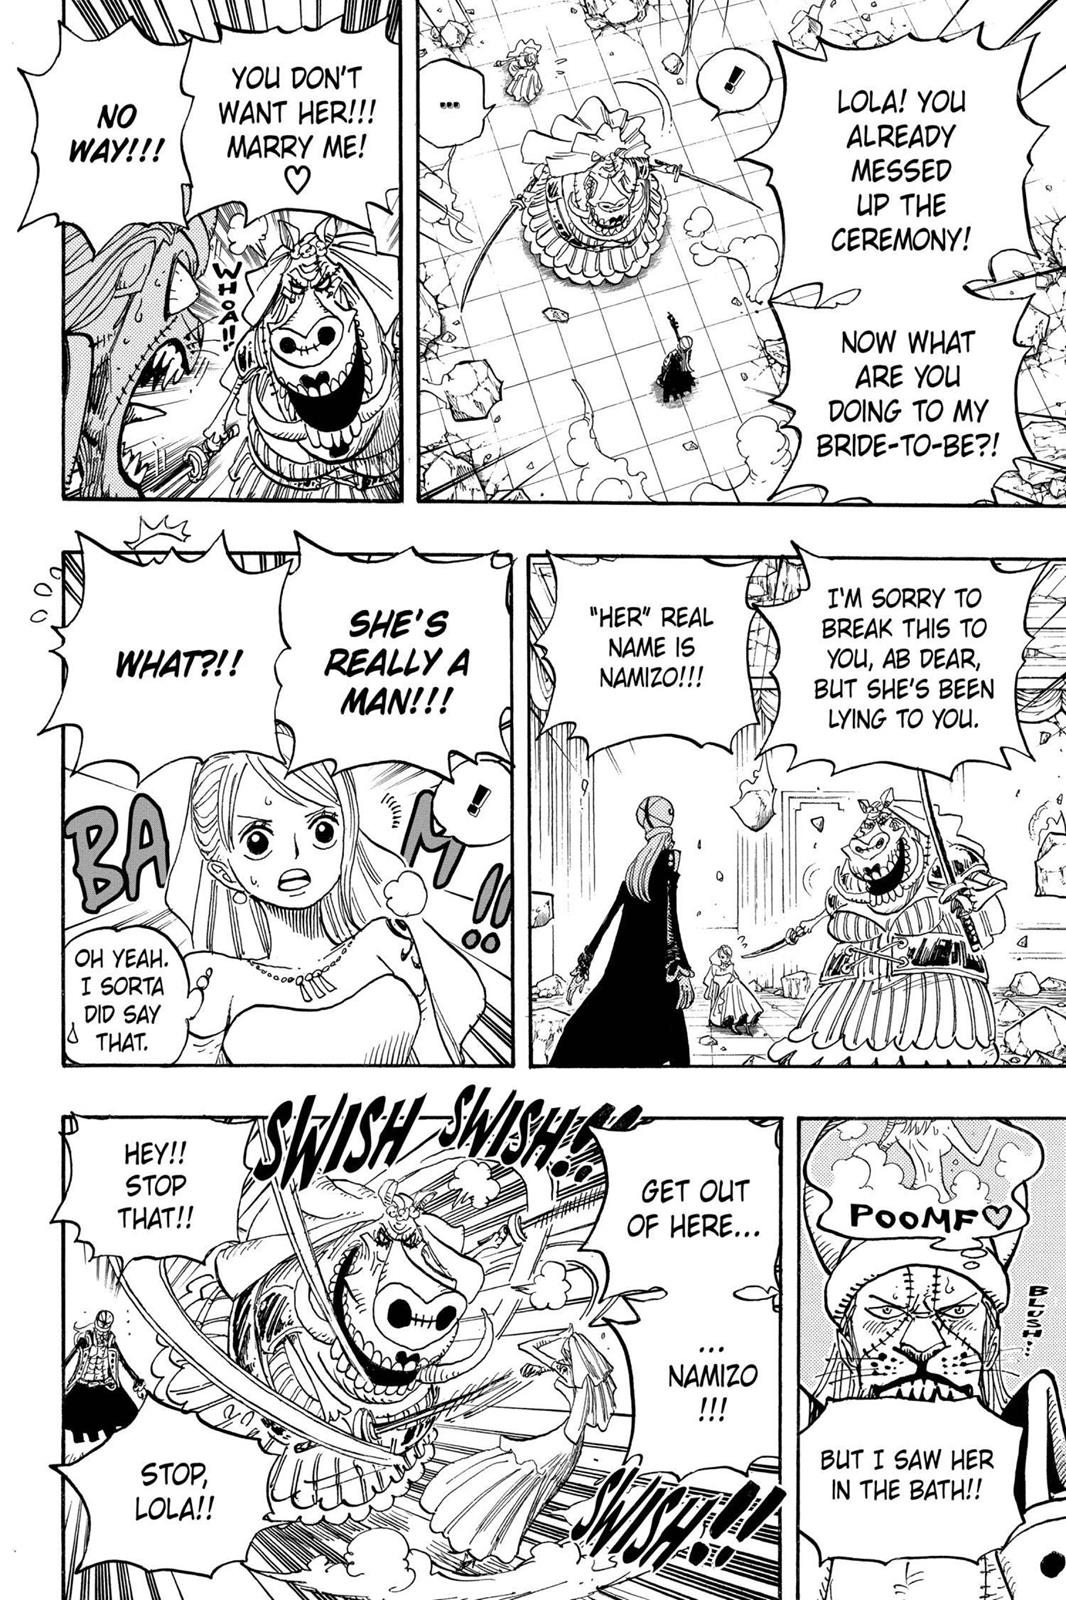 !
LOLA! YOU
ALREADY
MESSED
UP THE
CEREMONY!
NOW WHAT
ARE YOU
DOING TO MY
BRIDE-TO-BE?!
...
YOU DON'T
WANT HER!!!
MARRY ME!
♡
NO
WAY!!!
WHOA!!
I'M SORRY TO
BREAK THIS TO
YOU, AB DEAR,
BUT SHE'S BEEN
LYING TO YOU.
"HER" REAL
NAME IS
NAMIZO!!!
SHE'S
REALLY A
MAN!!!
WHAT?!!
!
BAM!!
OH YEAH.
I SORTA
DID SAY
THAT.
POOMF♡
BLUSH...
BUT I SAW HER
IN THE BATH!!
GET OUT
OF HERE...
...
NAMIZO
!!!
SWISH SWISH!!
SWISH!!
HEY!!
STOP
THAT!!
STOP,
LOLA!!